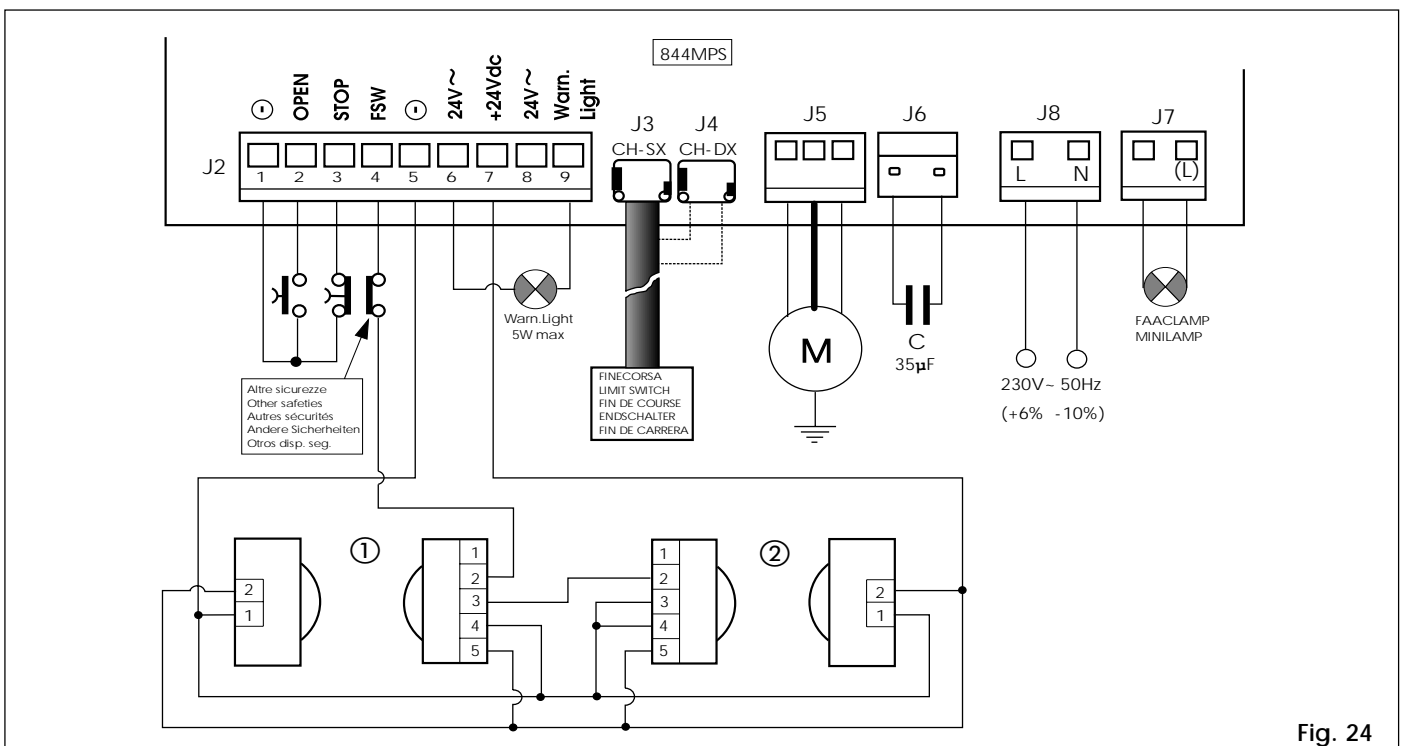 844MPS
⊖ OPEN STOP FSW ⊖ 24V~ +24Vdc 24V~ Warn. Light
J2
1 2 3 4 5 6 7 8 9
J3 J4 J5 J6 J8 J7
CH-SX CH-DX
L N (L)
Warn.Light
5W max
FAACLAMP
MINILAMP
M
C
35µF
FINECORSA
LIMIT SWITCH
FIN DE COURSE
ENDSCHALTER
FIN DE CARRERA
230V~ 50Hz
(+6% -10%)
Altre sicurezze
Other safeties
Autres sécurités
Andere Sicherheiten
Otros disp. seg.
① ②
2
1
1
2
3
4
5
1
2
3
4
5
2
1
Fig. 24